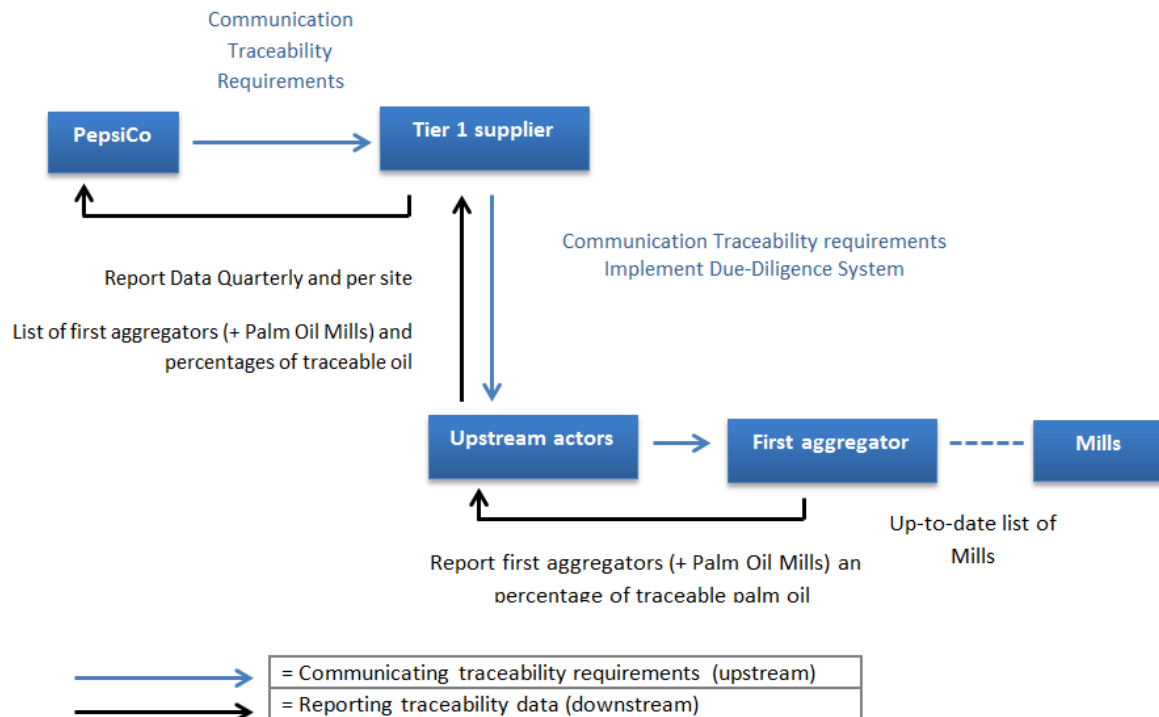 Communication
Traceability
Requirements
PepsiCo
Tier 1 supplier
Communication Traceability requirements
Implement Due-Diligence System
Report Data Quarterly and per site
List of first aggregators (+ Palm Oil Mills) and
percentages of traceable oil
Upstream actors
First aggregator
Mills
Up-to-date list of
Mills
Report first aggregators (+ Palm Oil Mills) an
percentage of traceable palm oil
= Communicating traceability requirements (upstream)
= Reporting traceability data (downstream)